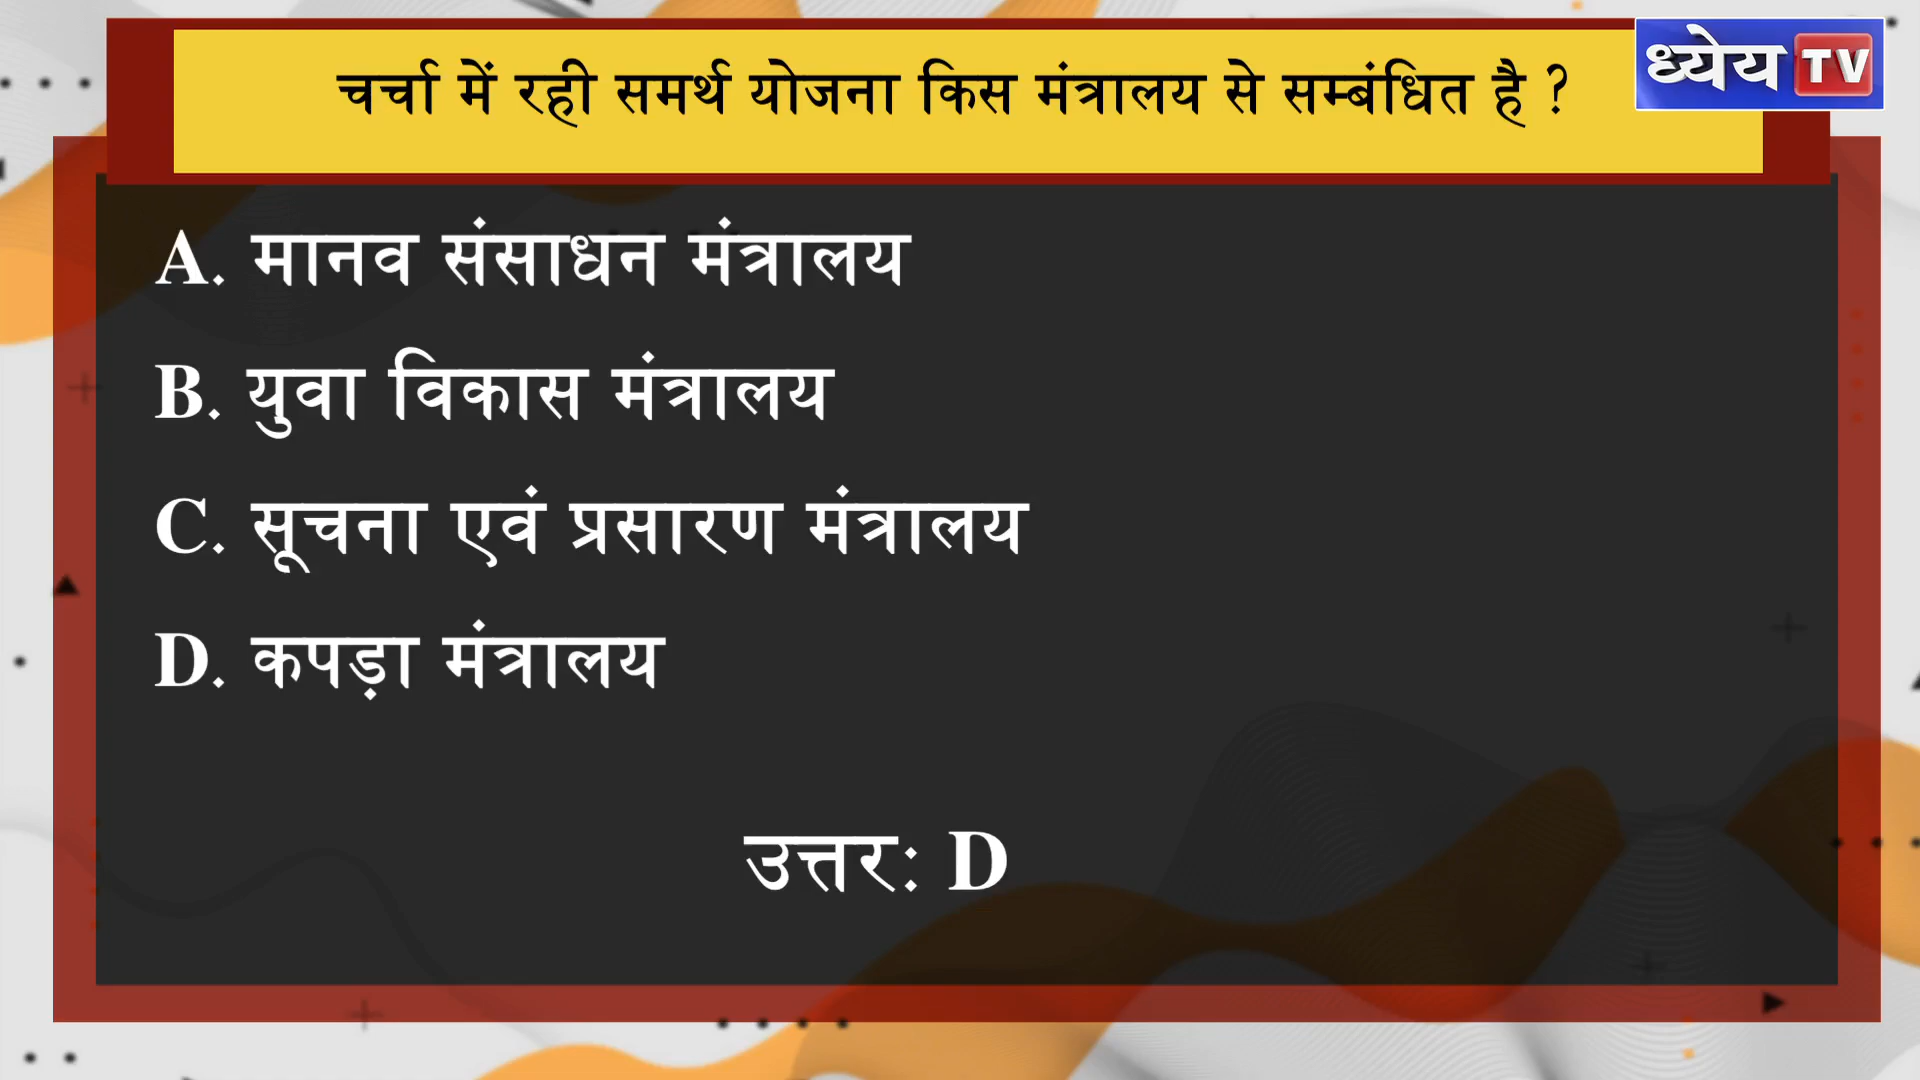 चर्चा में रही समर्थ योजना किस मंत्रालय से सम्बंधित है ?
ध्येय TV
A. मानव संसाधन मंत्रालय
B. युवा विकास मंत्रालय
C. सूचना एवं प्रसारण मंत्रालय
D. कपड़ा मंत्रालय
उत्तर: D